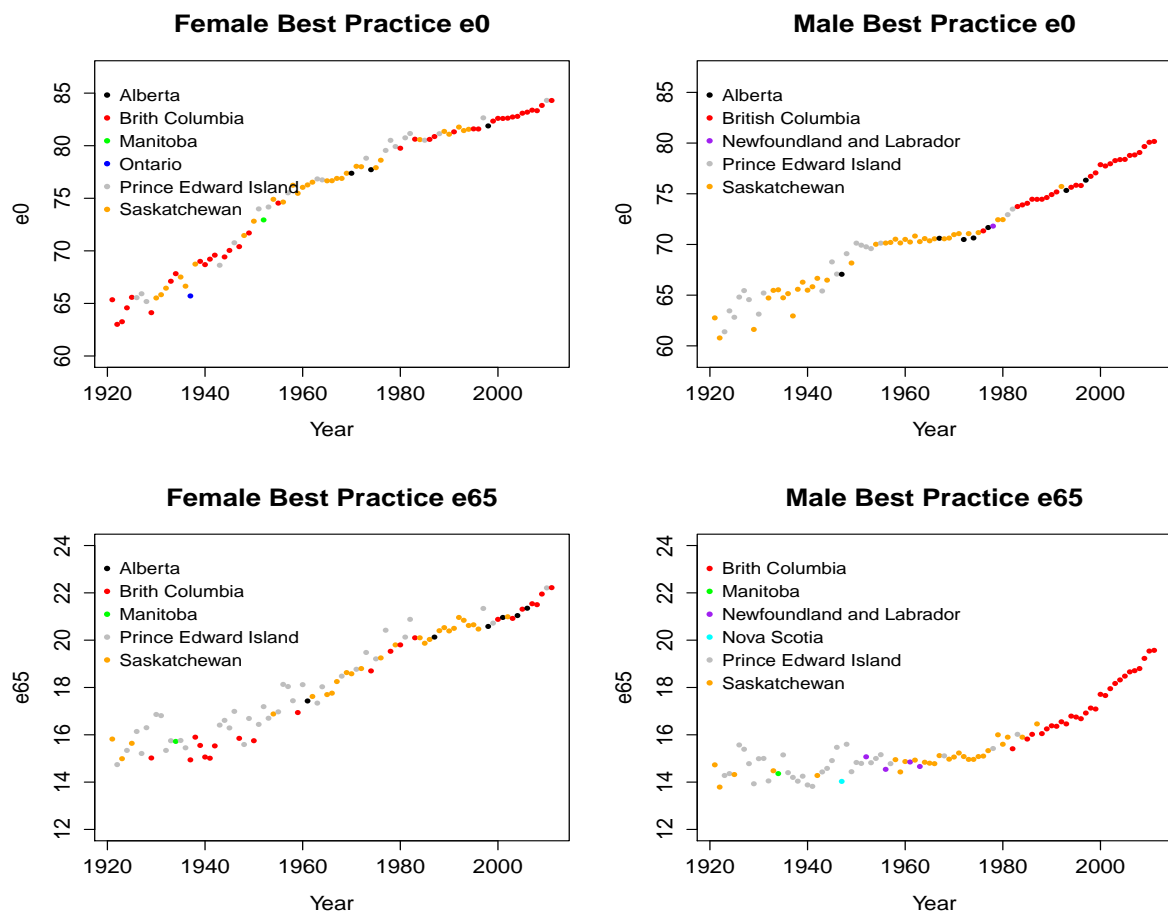 Female Best Practice e0
85
80
75
70
65
60
e0
Alberta
Brith Columbia
Manitoba
Ontario
Prince Edward Island
Saskatchewan
1920 1940 1960 1980 2000
Year
Male Best Practice e0
85
80
75
70
65
60
e0
Alberta
British Columbia
Newfoundland and Labrador
Prince Edward Island
Saskatchewan
1920 1940 1960 1980 2000
Year
Female Best Practice e65
24
22
20
18
16
14
12
e65
Alberta
Brith Columbia
Manitoba
Prince Edward Island
Saskatchewan
1920 1940 1960 1980 2000
Year
Male Best Practice e65
24
22
20
18
16
14
12
e65
Brith Columbia
Manitoba
Newfoundland and Labrador
Nova Scotia
Prince Edward Island
Saskatchewan
1920 1940 1960 1980 2000
Year